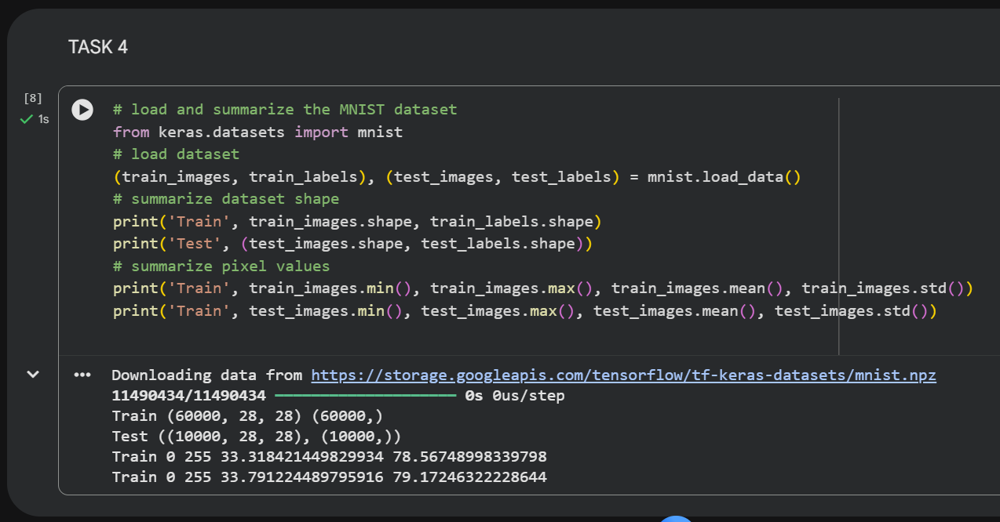 TASK 4
[8]
1s
# load and summarize the MNIST dataset
from keras.datasets import mnist
# load dataset
(train_images, train_labels), (test_images, test_labels) = mnist.load_data()
# summarize dataset shape
print('Train', train_images.shape, train_labels.shape)
print('Test', (test_images.shape, test_labels.shape))
# summarize pixel values
print('Train', train_images.min(), train_images.max(), train_images.mean(), train_images.std())
print('Train', test_images.min(), test_images.max(), test_images.mean(), test_images.std())
Downloading data from https://storage.googleapis.com/tensorflow/tf-keras-datasets/mnist.npz
11490434/11490434 ━━━━━━━━━━━━━━━━━━━━ 0s 0us/step
Train (60000, 28, 28) (60000,)
Test ((10000, 28, 28), (10000,))
Train 0 255 33.318421449829934 78.56748998339798
Train 0 255 33.791224489795916 79.17246322228644